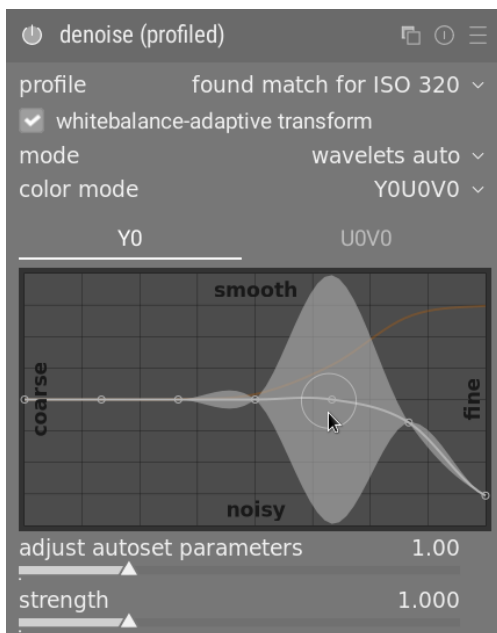 denoise (profiled)
profile found match for ISO 320
whitebalance-adaptive transform
mode wavelets auto
color mode Y0U0V0
Y0 U0V0
smooth
coarse
fine
noisy
adjust autoset parameters 1.00
strength 1.000